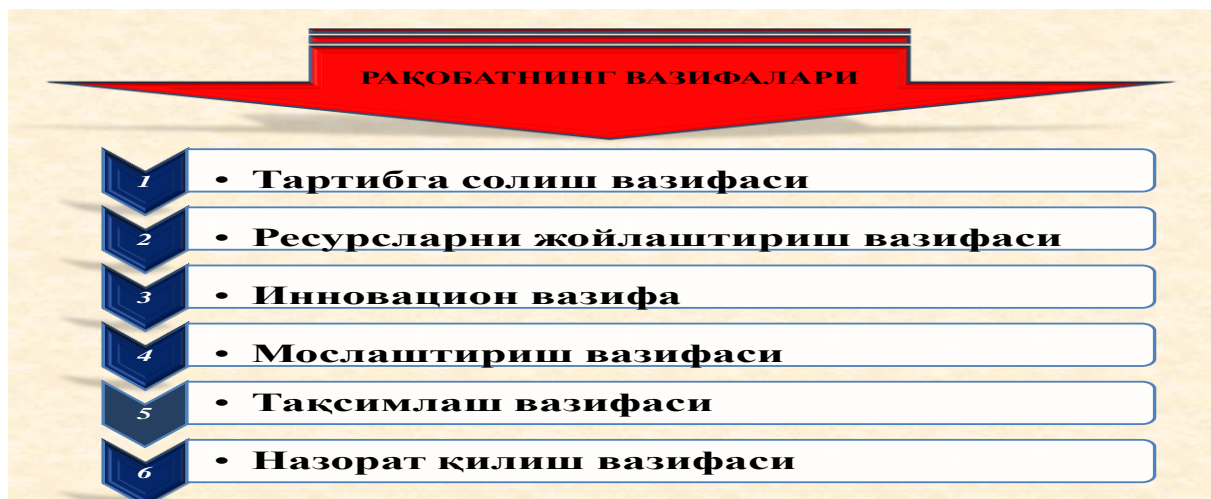 РАҚОБАТНИНГ ВАЗИФАЛАРИ
1 • Тартибга солиш вазифаси
2 • Ресурсларни жойлаштириш вазифаси
3 • Инновацион вазифа
4 • Мослаштириш вазифаси
5 • Тақсимлаш вазифаси
6 • Назорат қилиш вазифаси